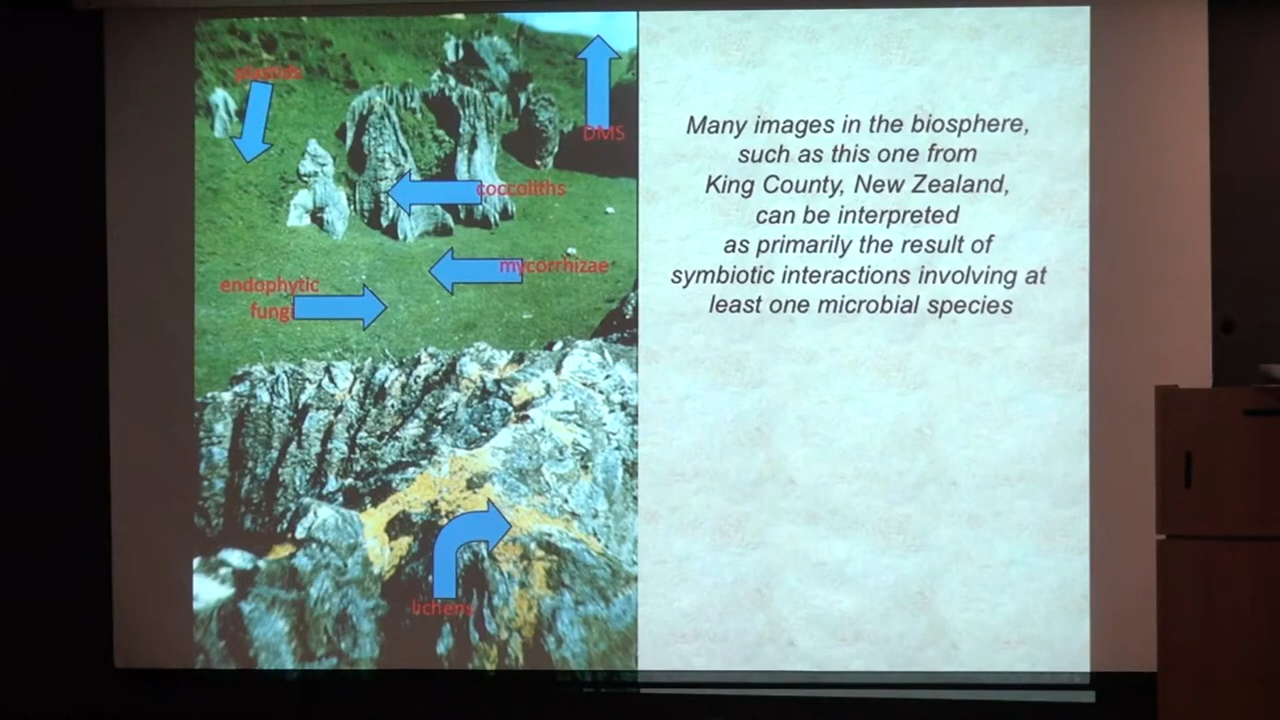 plastids
DMS
coccoliths
mycorrhizae
endophytic
fungi
lichens
Many images in the biosphere,
such as this one from
King County, New Zealand,
can be interpreted
as primarily the result of
symbiotic interactions involving at
least one microbial species